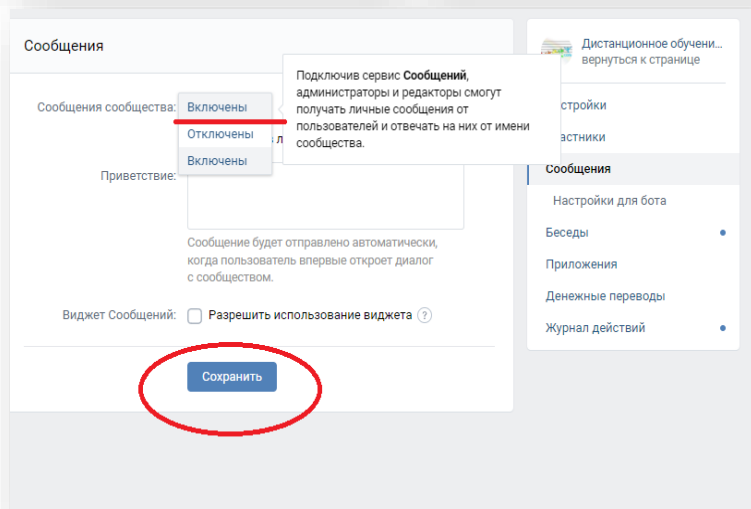 Сообщения
Сообщения сообщества: Включены
Отключены
Включены
Подключив сервис Сообщений,
администраторы и редакторы смогут
получать личные сообщения от
пользователей и отвечать на них от имени
сообщества.
Приветствие:
Сообщение будет отправлено автоматически,
когда пользователь впервые откроет диалог
с сообществом.
Виджет Сообщений: Разрешить использование виджета ?
Сохранить
Дистанционное обучени...
вернуться к странице
стройки
астники
Сообщения
Настройки для бота
Беседы
Приложения
Денежные переводы
Журнал действий